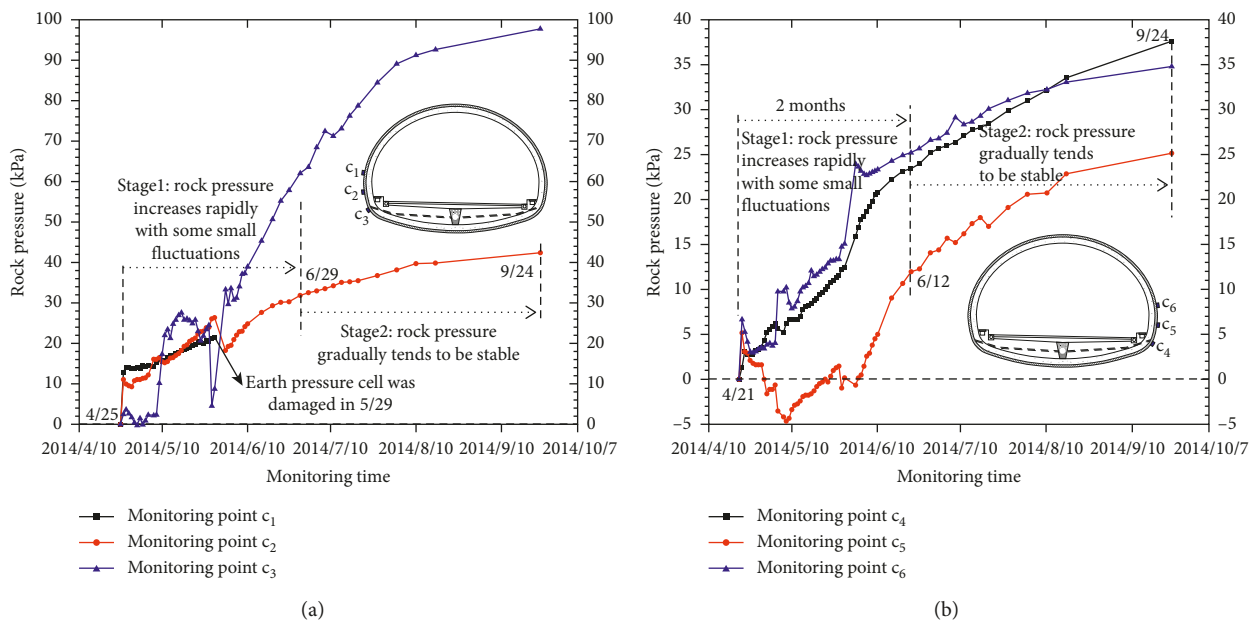 100
90
80
70
60
50
40
30
20
10
0
Rock pressure (kPa)
100
90
80
70
60
50
40
30
20
10
0
Stage1: rock pressure
increases rapidly
with some small
fluctuations
c1
c2
c3
6/29
9/24
Stage2: rock pressure
gradually tends to be stable
Earth pressure cell was
damaged in 5/29
4/25
2014/4/10 2014/5/10 2014/6/10 2014/7/10 2014/8/10 2014/9/10 2014/10/7
Monitoring time
Monitoring point c1
Monitoring point c2
Monitoring point c3
(a)
40
35
30
25
20
15
10
5
0
−5
Rock pressure (kPa)
40
35
30
25
20
15
10
5
0
−5
9/24
2 months
Stage1: rock pressure
increases rapidly
with some small
fluctuations
Stage2: rock pressure
gradually tends
to be stable
6/12
c6
c5
c4
4/21
2014/4/10 2014/5/10 2014/6/10 2014/7/10 2014/8/10 2014/9/10 2014/10/7
Monitoring time
Monitoring point c4
Monitoring point c5
Monitoring point c6
(b)